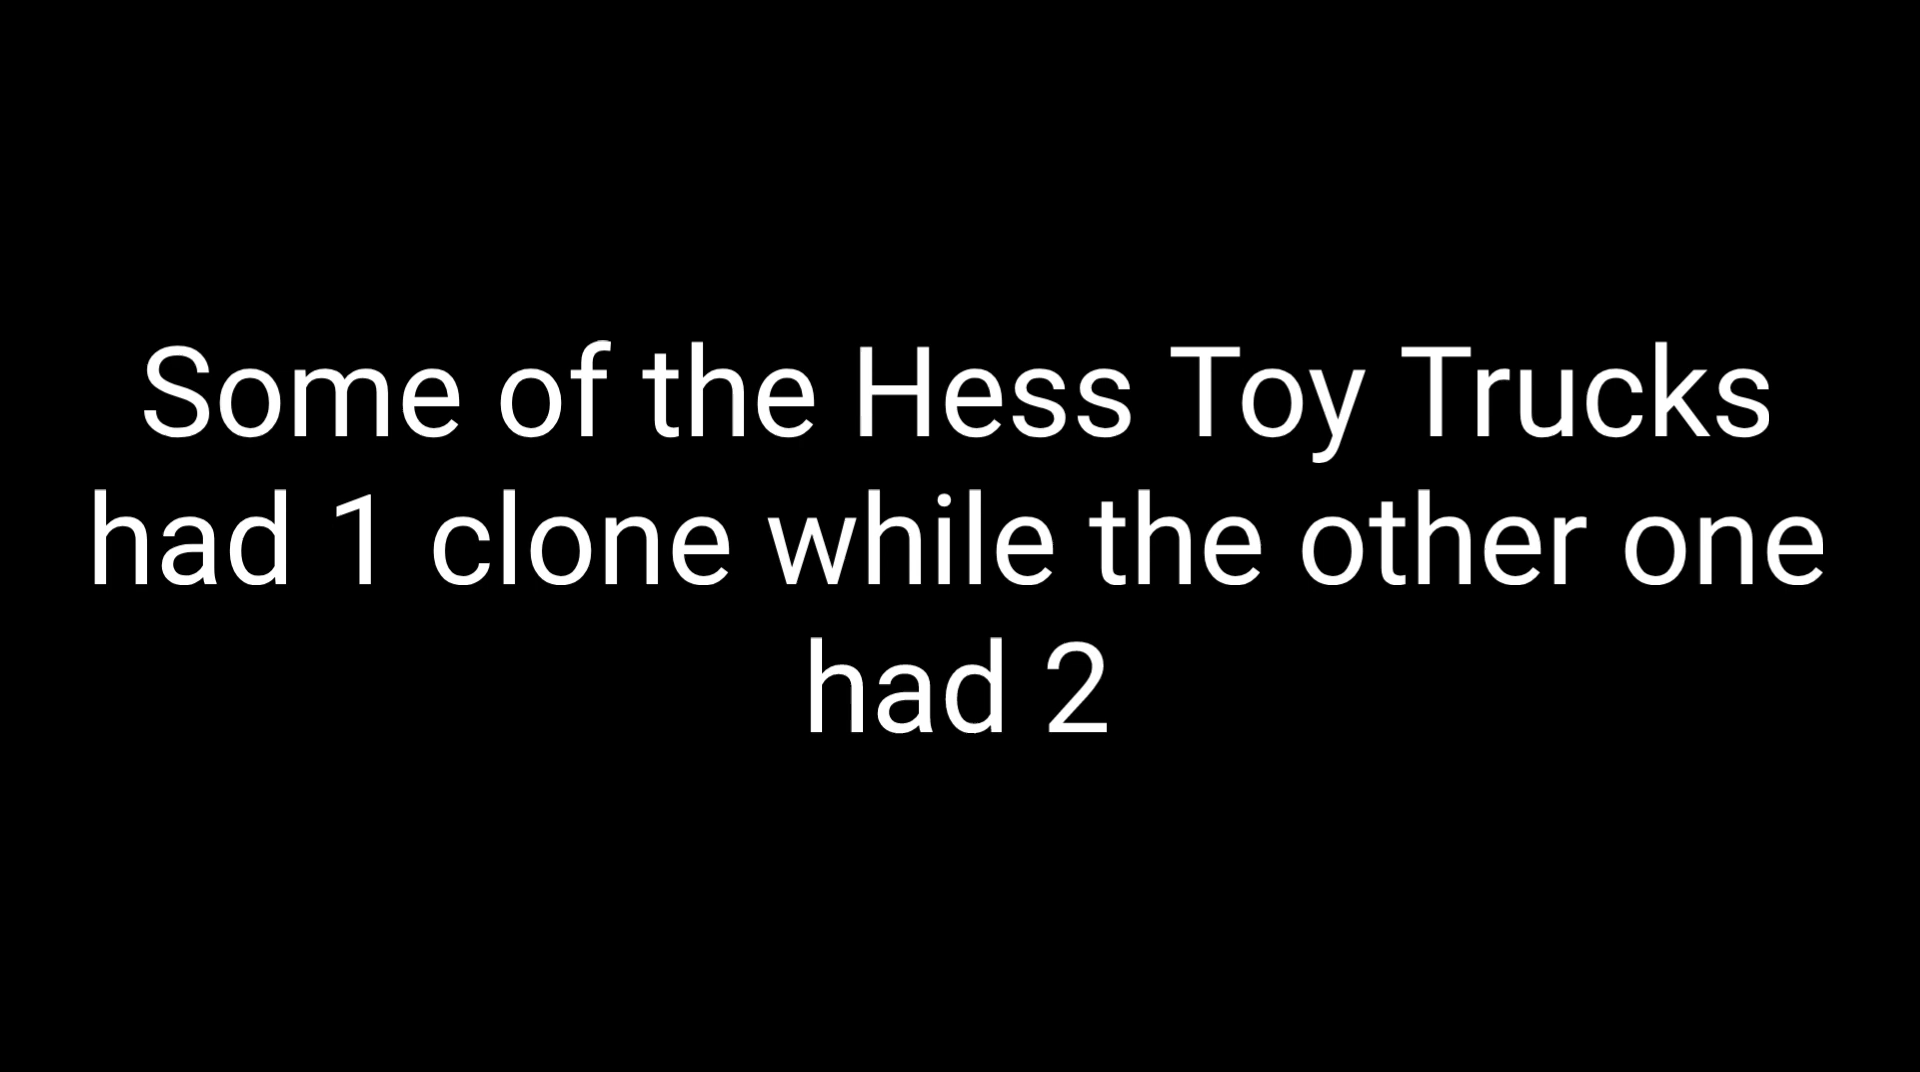 Some of the Hess Toy Trucks
had 1 clone while the other one
had 2